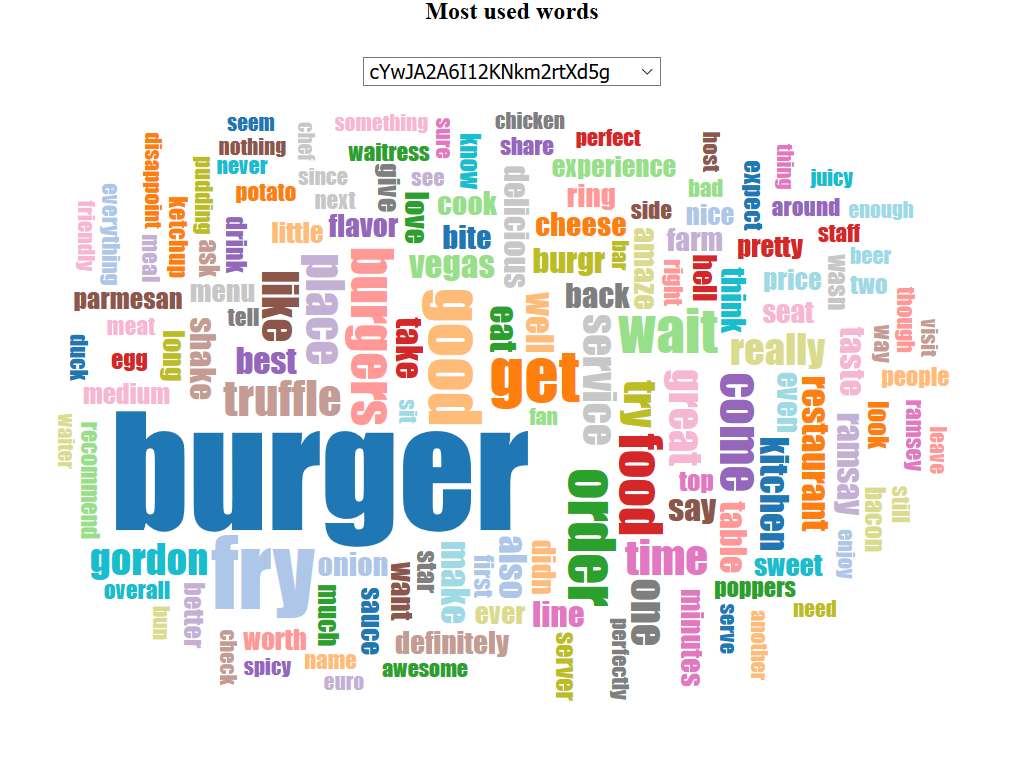 Most used words
cYwJA2A6I12KNkm2rtXd5g
seem
something
chicken
nothing
chef
sure
know
share
perfect
host
thing
disappoint
never
waitress
experience
expect
juicy
pudding
since
give
see
delicious
bad
everything
potato
next
love
cook
ring
side
nice
around
enough
friendly
ketchup
drink
little
flavor
bite
cheese
farm
pretty
staff
meal
ask
place
burgers
vegas
burgr
bar
amaze
right
hell
think
price
wasn
beer
two
parmesan
menu
like
good
well
back
seat
though
visit
way
meat
tell
take
eat
service
wait
really
taste
people
duck
egg
long
shake
best
get
medium
truffle
sit
fan
try
great
come
even
restaurant
look
ramsey
leave
waiter
recommend
burger
food
kitchen
ramsay
order
top
say
bacon
still
gordon
fry
onion
star
make
first
also
didn
time
table
sweet
enjoy
overall
want
poppers
bun
better
much
sauce
ever
line
one
minutes
serve
need
check
worth
definitely
server
perfectly
another
spicy
name
awesome
euro